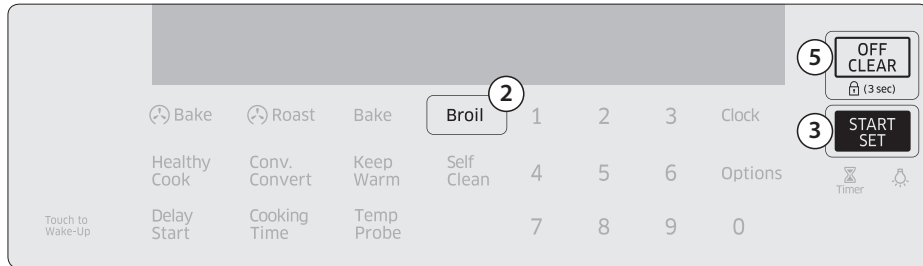 5
OFF
CLEAR
(3 sec)
2
Bake
Roast
Bake
Broil
1
2
3
Clock
3
START
SET
Healthy
Cook
Conv.
Convert
Keep
Warm
Self
Clean
4
5
6
Options
Timer
Touch to
Wake-Up
Delay
Start
Cooking
Time
Temp
Probe
7
8
9
0